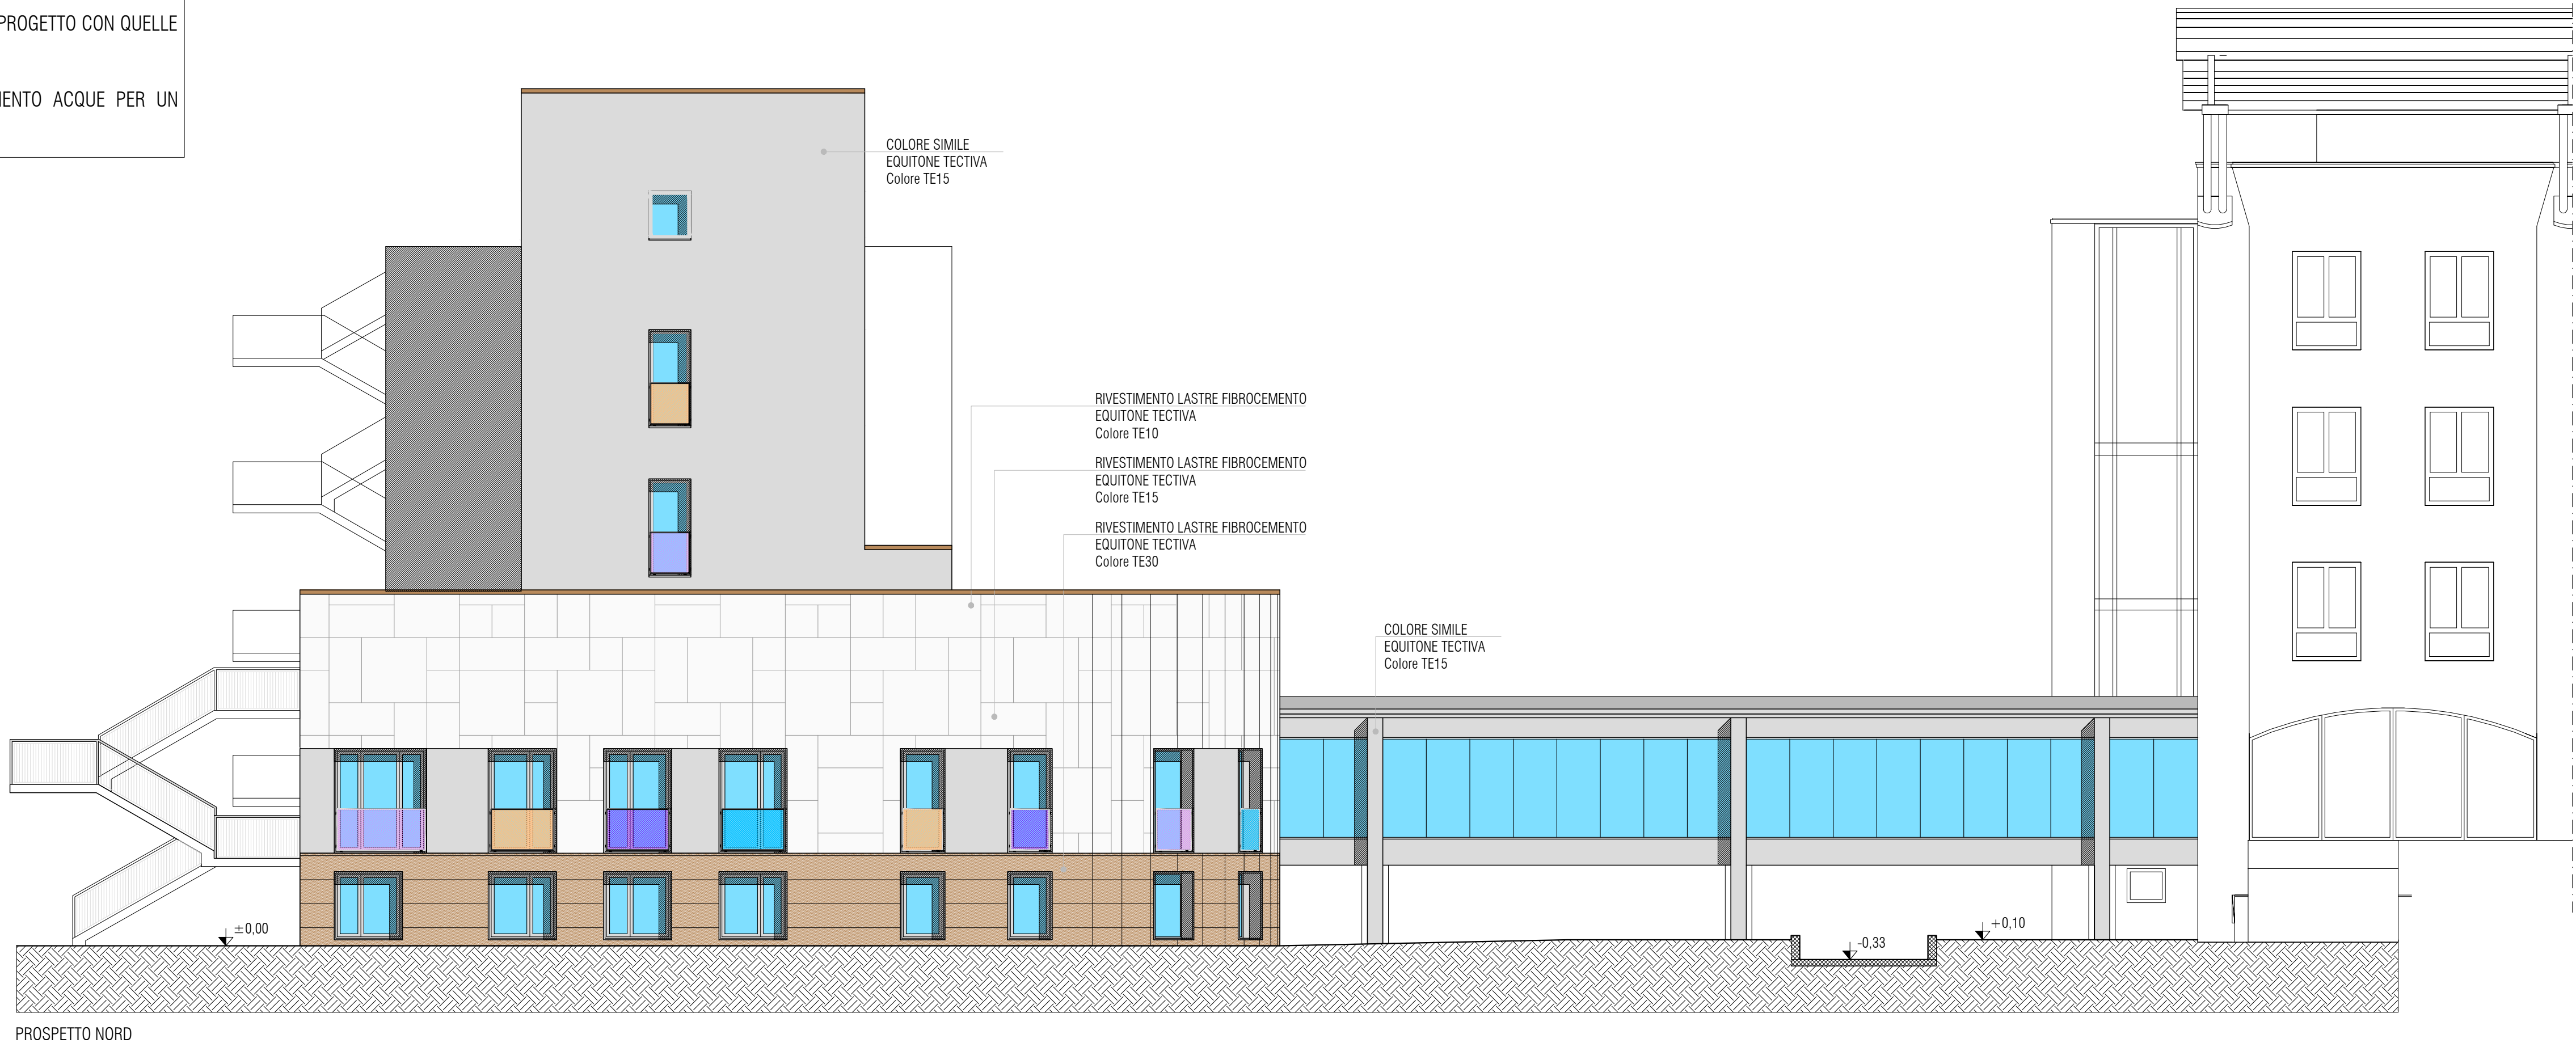 PROGETTO CON QUELLE
ACQUE PER UN
COLORE SIMILE
EQUITONE TECTIVA
Colore TE15
RIVESTIMENTO LASTRE FIBROCEMENTO
EQUITONE TECTIVA
Colore TE10
RIVESTIMENTO LASTRE FIBROCEMENTO
EQUITONE TECTIVA
Colore TE15
RIVESTIMENTO LASTRE FIBROCEMENTO
EQUITONE TECTIVA
Colore TE30
COLORE SIMILE
EQUITONE TECTIVA
Colore TE15
±0,00
+0,10
-0,33
PROSPETTO NORD